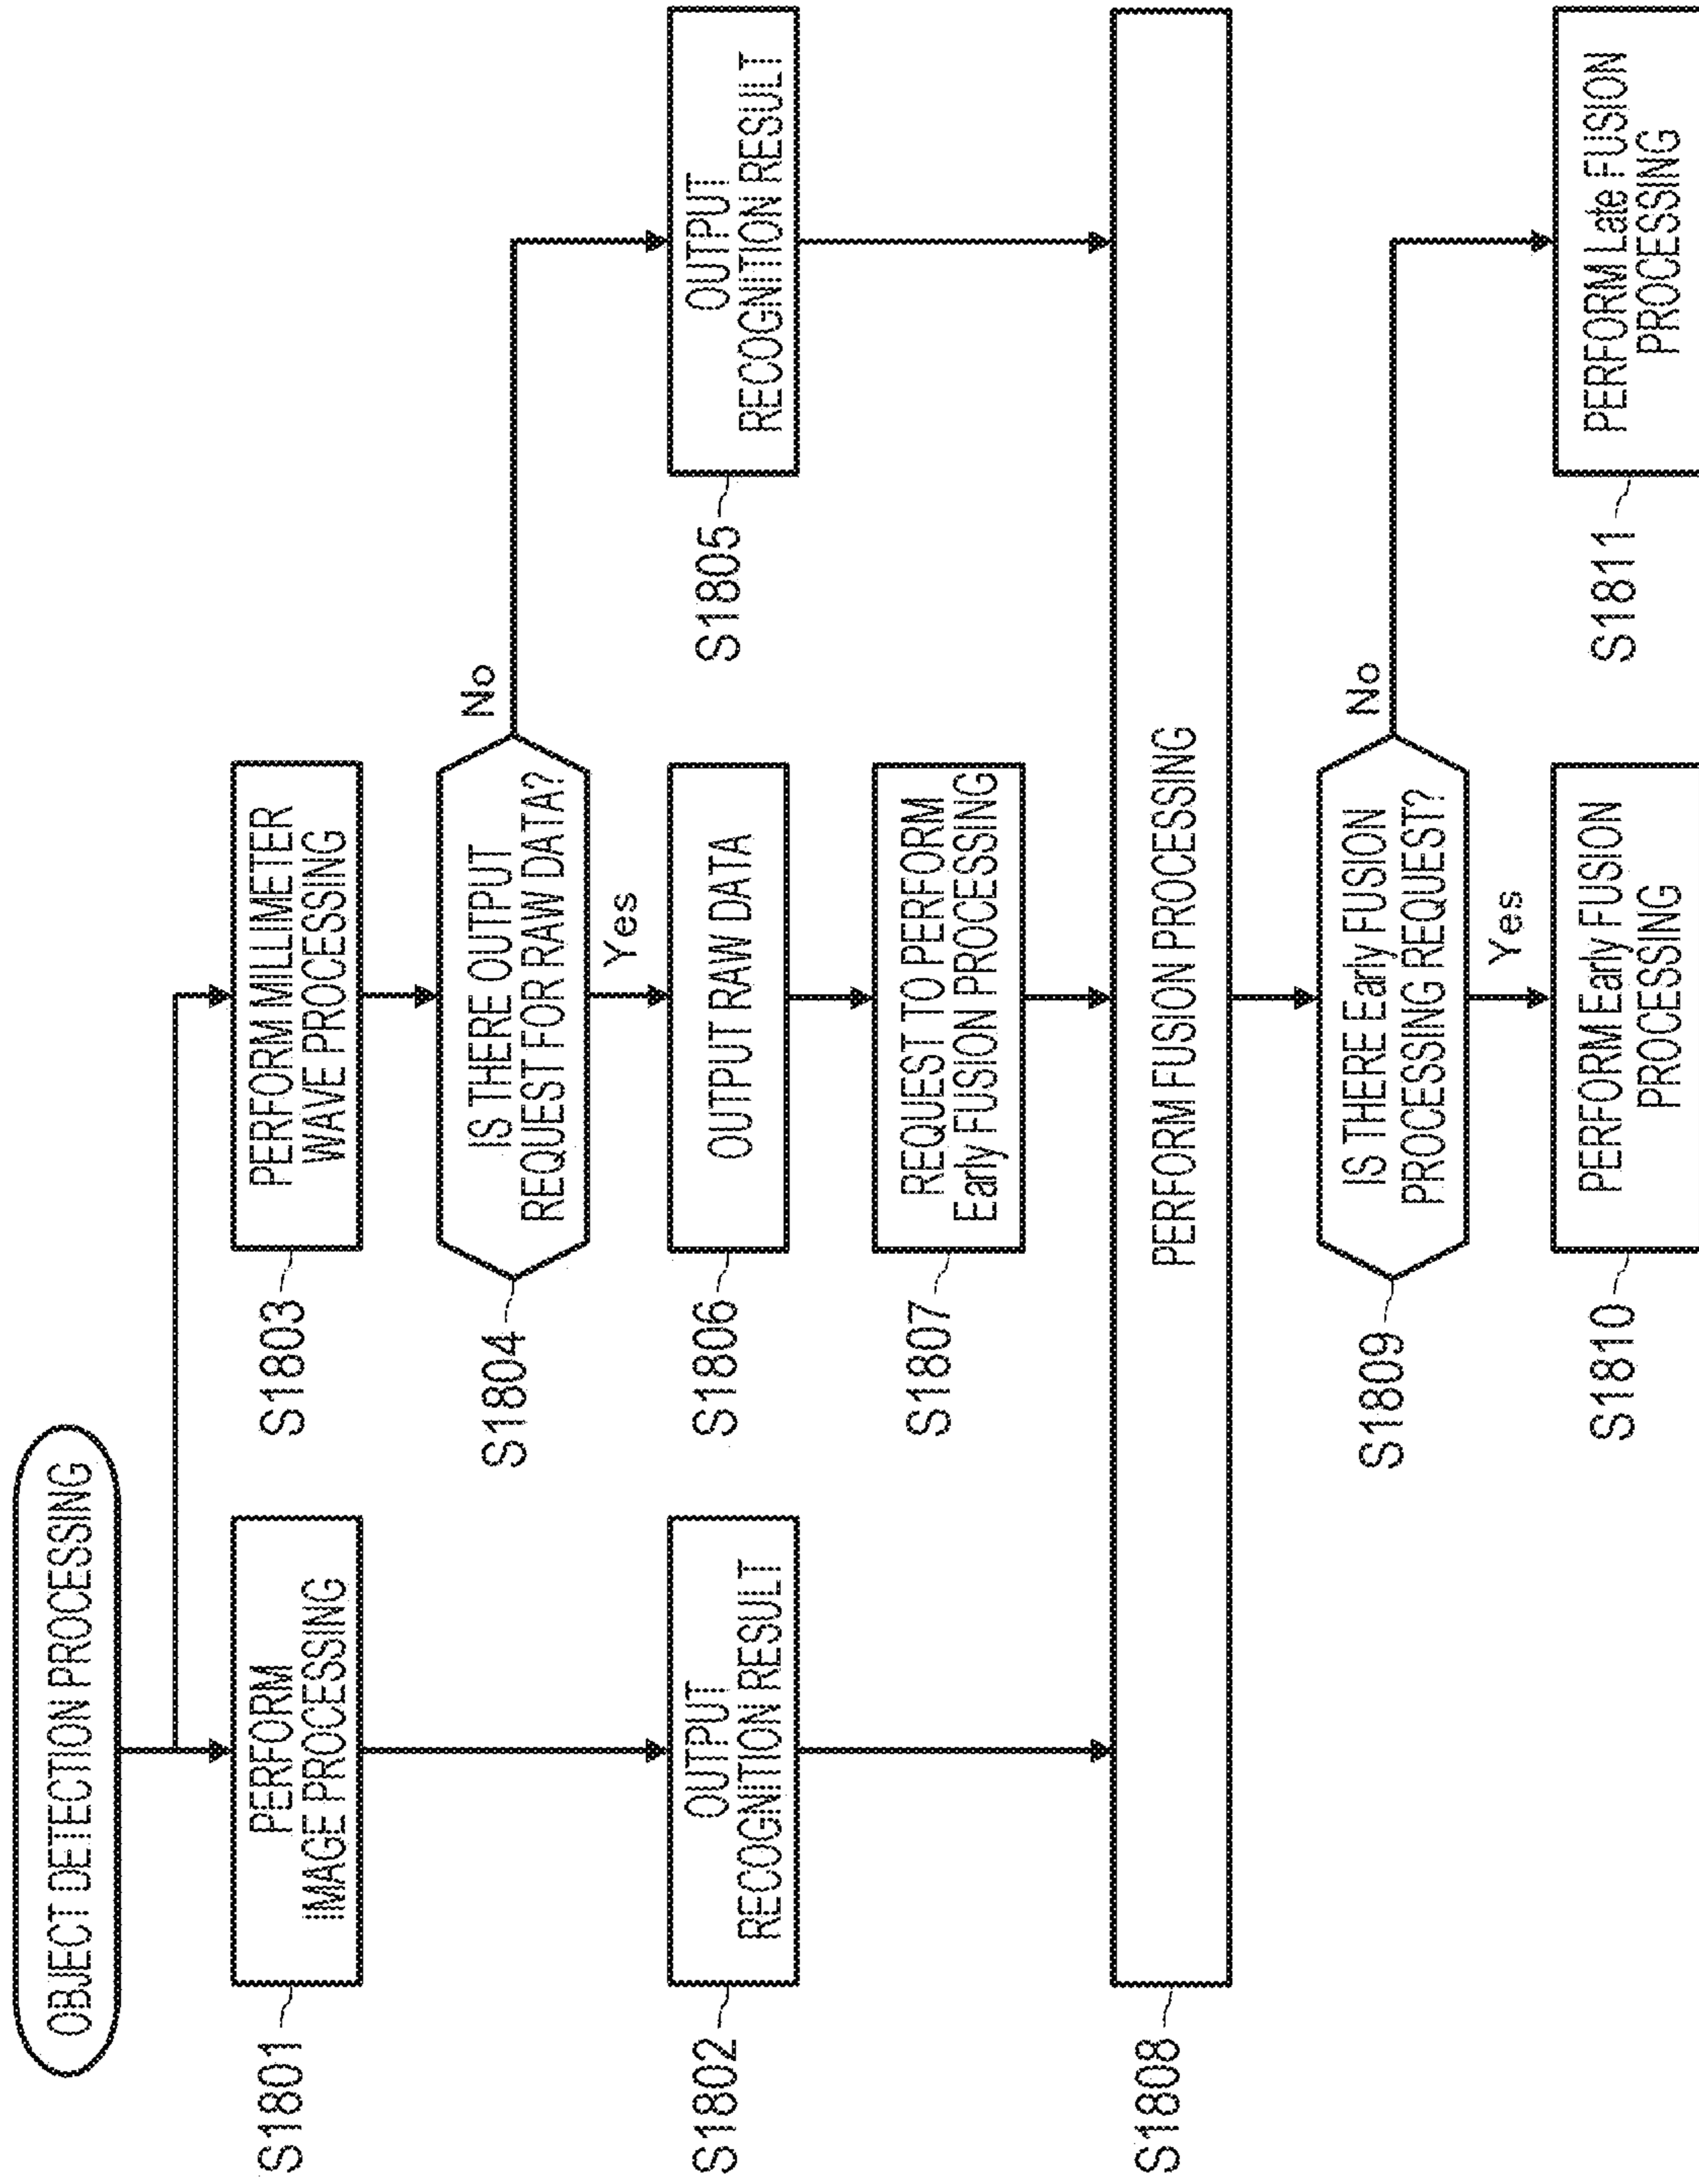 OBJECT DETECTION PROCESSING
S1801
PERFORM
IMAGE PROCESSING
S1803
PERFORM MILLIMETER
WAVE PROCESSING
S1804
IS THERE OUTPUT
REQUEST FOR RAW DATA?
No
Yes
S1802
OUTPUT
RECOGNITION RESULT
S1806
OUTPUT RAW DATA
S1805
OUTPUT
RECOGNITION RESULT
S1807
REQUEST TO PERFORM
Early FUSION PROCESSING
S1808
PERFORM FUSION PROCESSING
S1809
IS THERE Early FUSION
PROCESSING REQUEST?
No
Yes
S1810
PERFORM Early FUSION
PROCESSING
S1811
PERFORM Late FUSION
PROCESSING